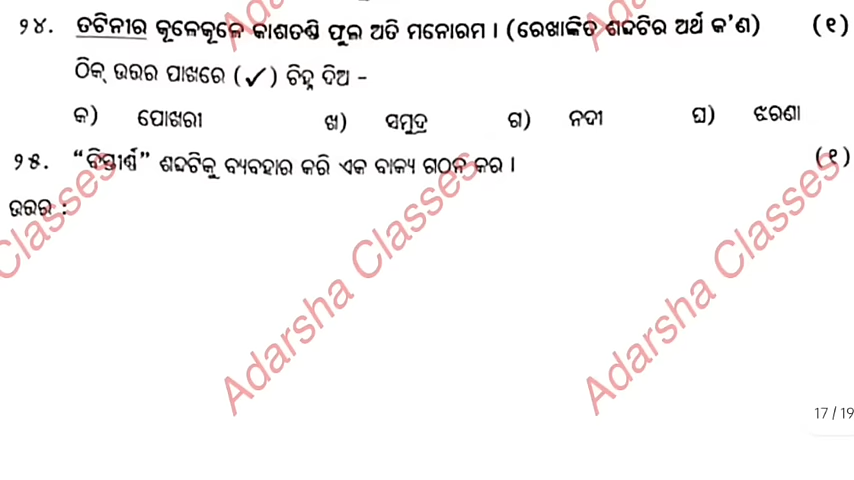 ୨୪. ତଟିନୀର କୂଳେକୂଳେ କାଶତଣ୍ଡି ଫୁଲ ଅତି ମନୋରମ । (ରେଖାଙ୍କିତ ଶବ୍ଦଟିର ଅର୍ଥ କ'ଣ) (୧)
ଠିକ୍ ଉତ୍ତର ପାଖରେ (✓) ଚିହ୍ନ ଦିଅ -
କ) ପୋଖରୀ ଖ) ସମୁଦ୍ର ଗ) ନଦୀ ଘ) ଝରଣା
୨୫. "ବିସ୍ତୀର୍ଣ୍ଣ" ଶବ୍ଦଟିକୁ ବ୍ୟବହାର କରି ଏକ ବାକ୍ୟ ଗଠନ କର । (୧)
ଉତ୍ତର :
Classes
Adarsha Classes
Adarsha Classes
17 / 19